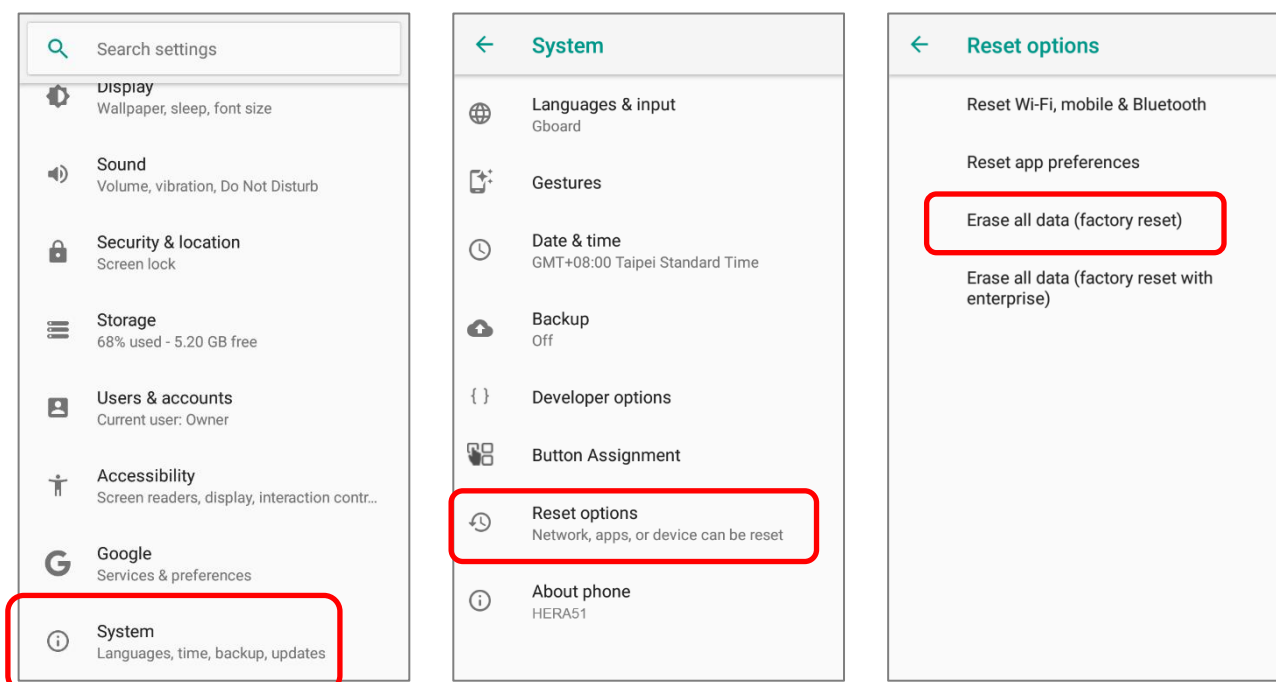 Search settings
Display
Wallpaper, sleep, font size
Sound
Volume, vibration, Do Not Disturb
Security & location
Screen lock
Storage
68% used - 5.20 GB free
Users & accounts
Current user: Owner
Accessibility
Screen readers, display, interaction contr...
Google
Services & preferences
System
Languages, time, backup, updates
System
Languages & input
Gboard
Gestures
Date & time
GMT+08:00 Taipei Standard Time
Backup
Off
Developer options
Button Assignment
Reset options
Network, apps, or device can be reset
About phone
HERA51
Reset options
Reset Wi-Fi, mobile & Bluetooth
Reset app preferences
Erase all data (factory reset)
Erase all data (factory reset with
enterprise)